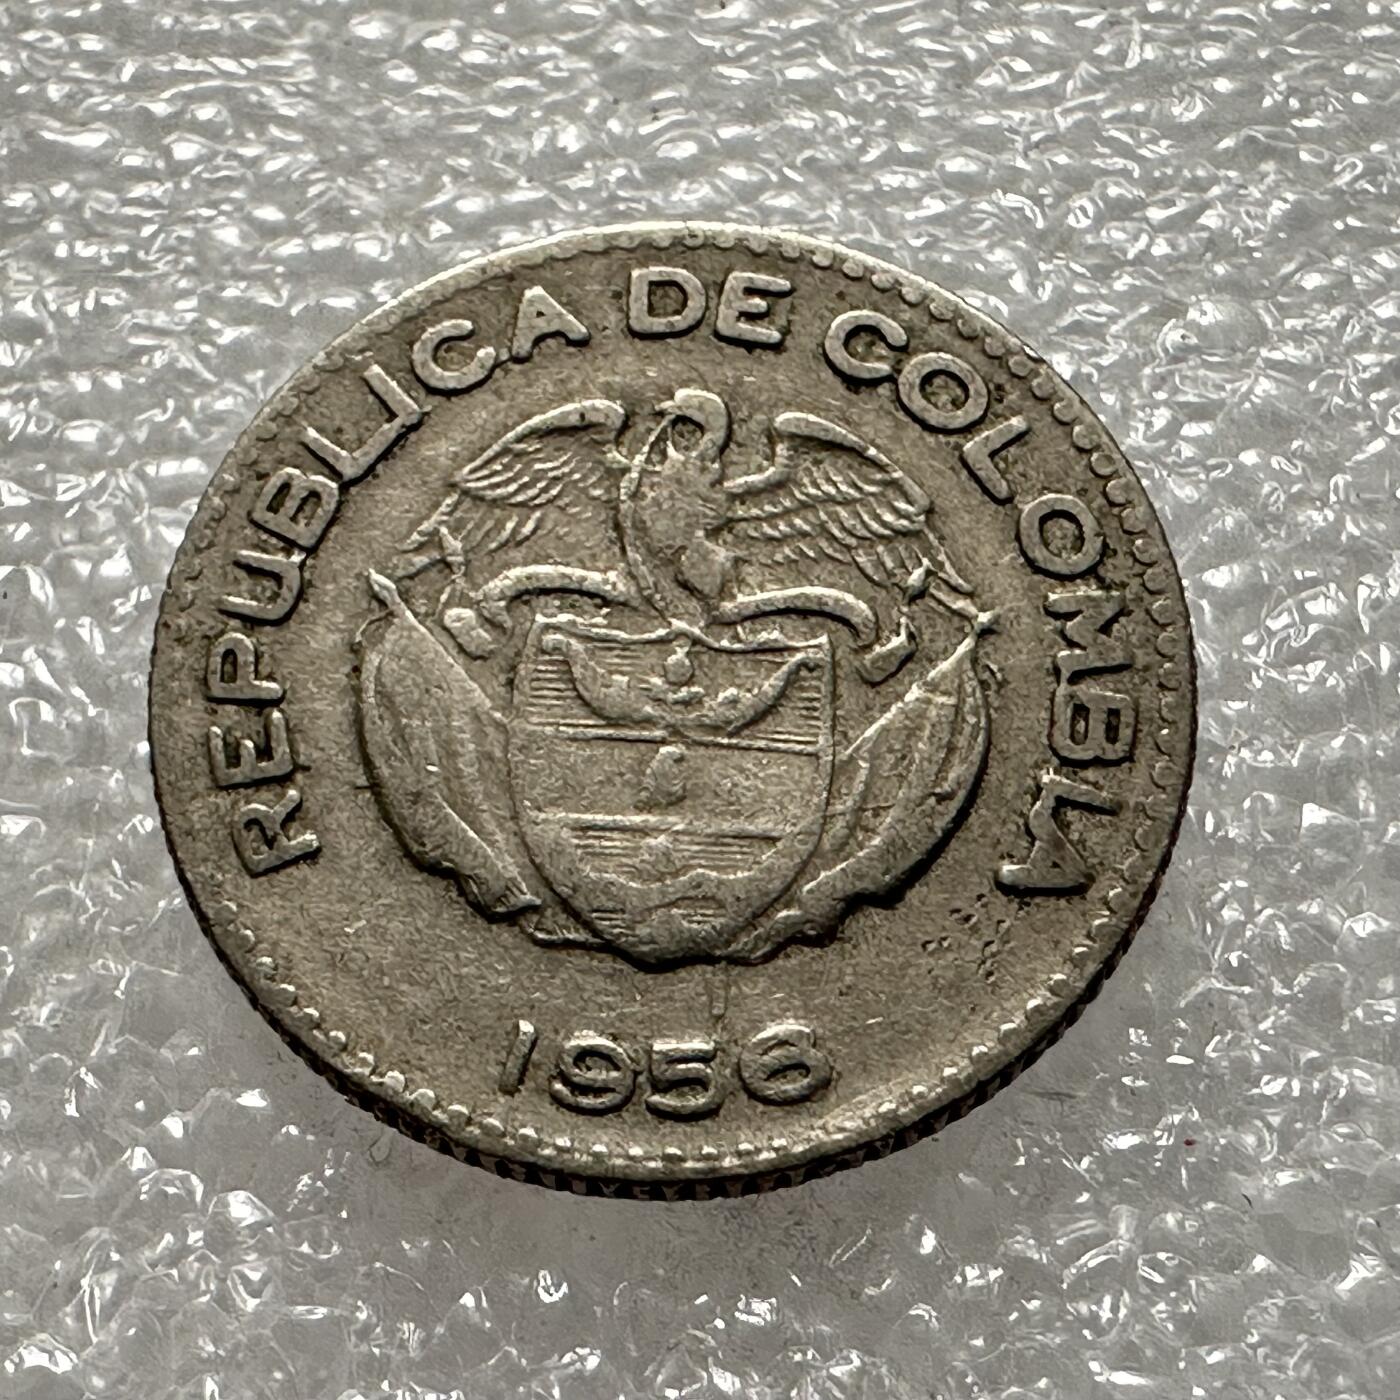 REPUBLICA DE COLOMBIA
1956